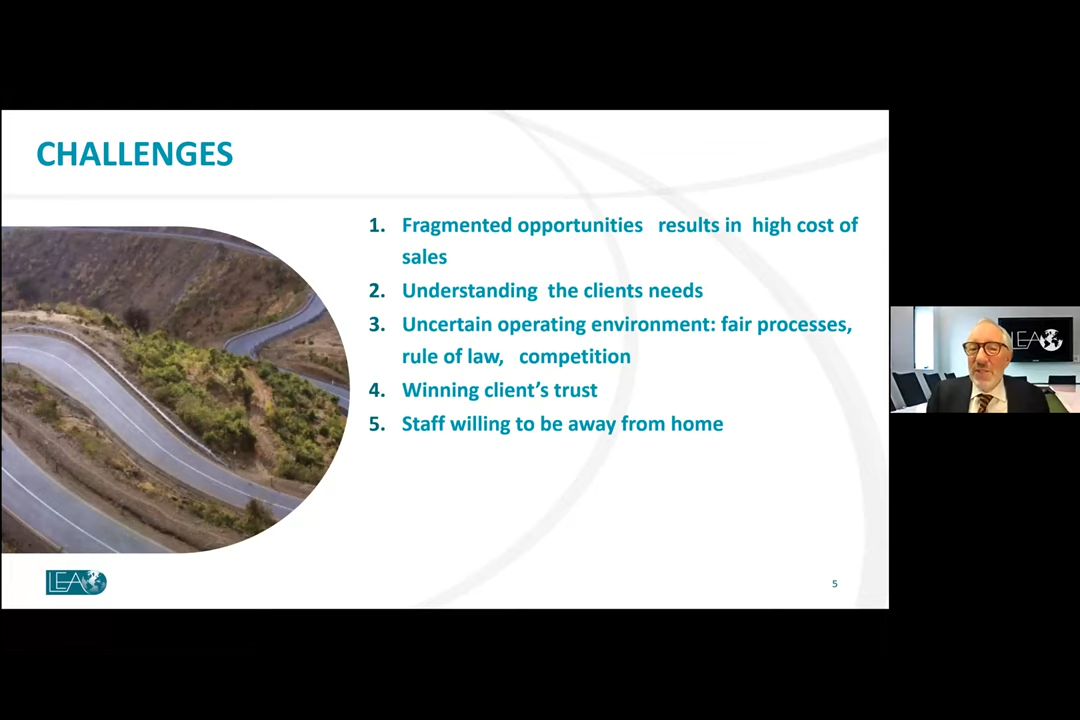 CHALLENGES
1. Fragmented opportunities results in high cost of
sales
2. Understanding the clients needs
3. Uncertain operating environment: fair processes,
rule of law, competition
4. Winning client’s trust
5. Staff willing to be away from home
LEA
LEA
5